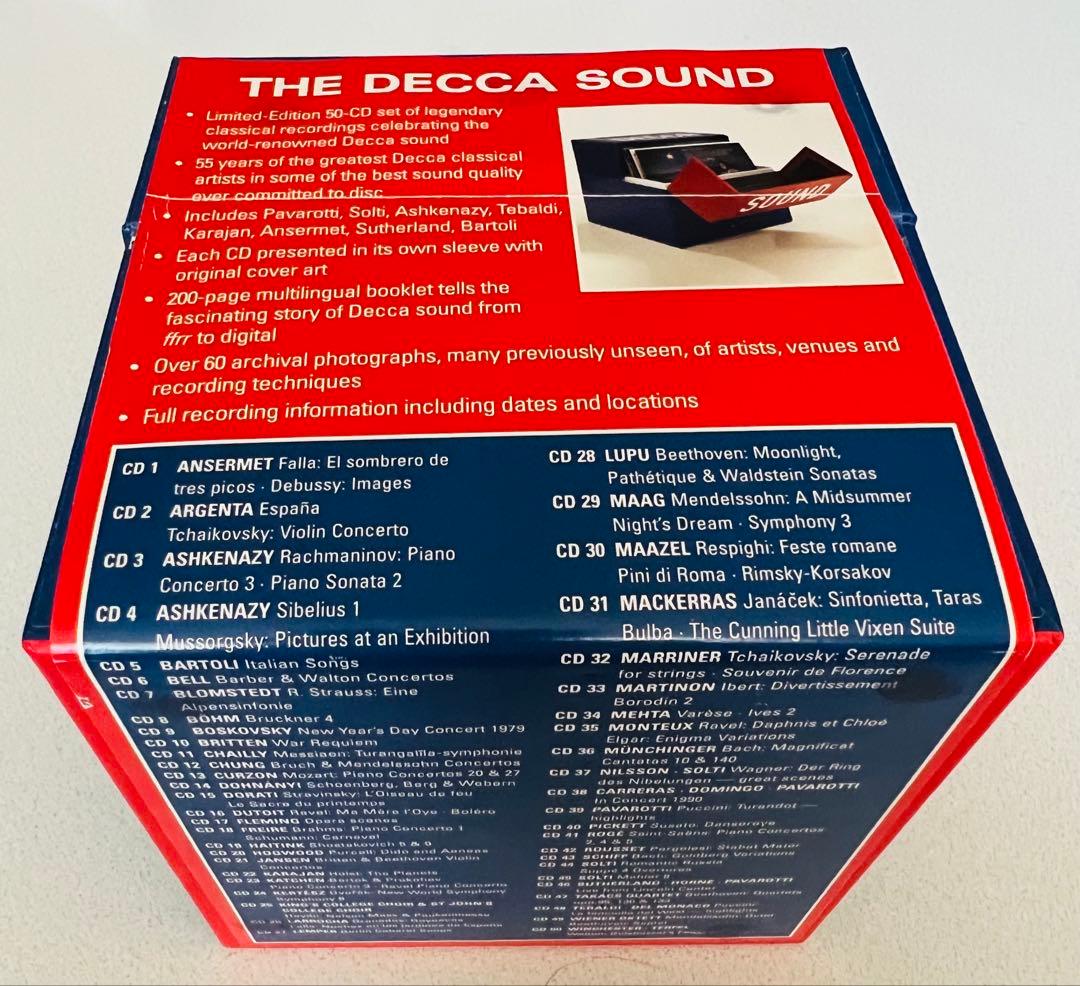 THE DECCA SOUND
• Limited-Edition 50-CD set of legendary
classical recordings celebrating the
world-renowned Decca sound
• 55 years of the greatest Decca classical
artists in some of the best sound quality
ever committed to disc
• Includes Pavarotti, Solti, Ashkenazy, Tebaldi,
Karajan, Ansermet, Sutherland, Bartoli
• Each CD presented in its own sleeve with
original cover art
• 200-page multilingual booklet tells the
fascinating story of Decca sound from
ffrr to digital
• Over 60 archival photographs, many previously unseen, of artists, venues and
recording techniques
• Full recording information including dates and locations
SOUND
CD 1 ANSERMET Falla: El sombrero de
tres picos · Debussy: Images
CD 2 ARGENTA España
Tchaikovsky: Violin Concerto
CD 3 ASHKENAZY Rachmaninov: Piano
Concerto 3 · Piano Sonata 2
CD 4 ASHKENAZY Sibelius 1
Mussorgsky: Pictures at an Exhibition
CD 5 BARTOLI Italian Songs
CD 6 BELL Barber & Walton Concertos
CD 7 BLOMSTEDT R. Strauss: Eine
Alpensinfonie
CD 8 BÖHM Bruckner 4
CD 9 BOSKOVSKY New Year's Day Concert 1979
CD 10 BRITTEN War Requiem
CD 11 CHAILLY Messiaen: Turangalîla-symphonie
CD 12 CHUNG Bruch & Mendelssohn Concertos
CD 13 CURZON Mozart: Piano Concertos 20 & 27
CD 14 DOHNÁNYI Schoenberg, Berg & Webern
CD 15 DORATI Stravinsky: L'Oiseau de feu
Le Sacre du printemps
CD 16 DUTOIT Ravel: Ma Mère l'Oye · Boléro
CD 17 FLEMING Opera scenes
CD 18 FREIRE Brahms: Piano Concerto 1
Schumann: Carneval
CD 19 HAITINK Shostakovich
CD 20 HOGWOOD Purcell: Dido and Aeneas
CD 21 JANSEN Britten & Beethoven Violin
Concertos
CD 22 KARAJAN Holst: The Planets
CD 23 KATCHEN Bartók & Prokofiev
Piano Concerto 3 · Ravel Piano Concerto
CD 24 KERTÉSZ Dvořák: New World Symphony
CD 25 KING'S COLLEGE CHOIR & ST JOHN'S
COLLEGE CHOIR
CD 27 LEMPER Berlin Cabaret Songs
CD 28 LUPU Beethoven: Moonlight,
Pathétique & Waldstein Sonatas
CD 29 MAAG Mendelssohn: A Midsummer
Night's Dream · Symphony 3
CD 30 MAAZEL Respighi: Feste romane
Pini di Roma · Rimsky-Korsakov
CD 31 MACKERRAS Janáček: Sinfonietta, Taras
Bulba · The Cunning Little Vixen Suite
CD 32 MARRINER Tchaikovsky: Serenade
for strings · Souvenir de Florence
CD 33 MARTINON Ibert: Divertissement
Borodin 2
CD 34 MEHTA Varèse · Ives 2
CD 35 MONTEUX Ravel: Daphnis et Chloé
Elgar: Enigma Variations
CD 36 MÜNCHINGER Bach: Magnificat
Cantatas 10 & 140
CD 37 NILSSON · SOLTI Wagner: Der Ring
des Nibelungen — great scenes
CD 38 CARRERAS · DOMINGO · PAVAROTTI
In Concert 1990
CD 39 PAVAROTTI Puccini: Turandot —
highlights
CD 40 PICKETT Susato: Danserye
CD 41 ROGÉ Saint-Saëns: Piano Concertos
2, 4 & 5
CD 42 ROUSSET Pergolesi: Stabat Mater
CD 43 SCHIFF Bach: Goldberg Variations
CD 44 SOLTI Romantic Russia
Suppé 4 Overtures
CD 45 SOLTI Mahler 8
CD 46 SUTHERLAND · HORNE · PAVAROTTI